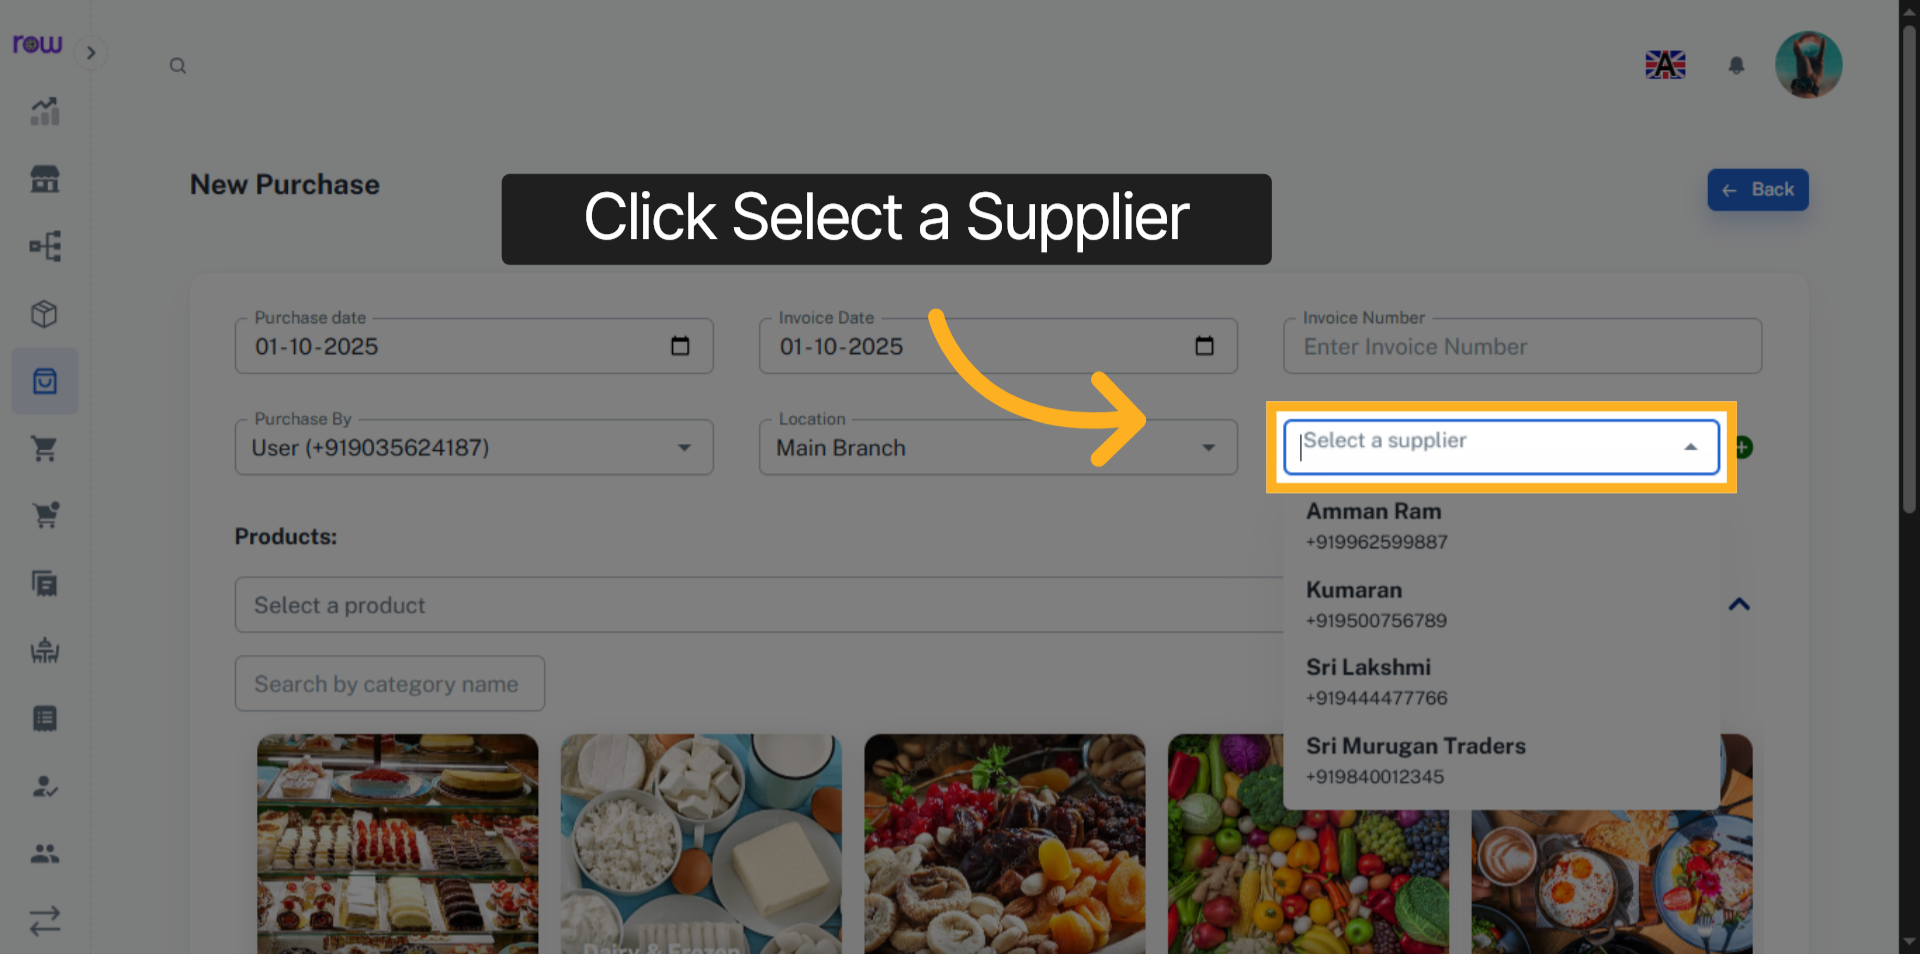 row
A
New Purchase
Click Select a Supplier
Back
Purchase date
01-10-2025
Invoice Date
01-10-2025
Invoice Number
Enter Invoice Number
Purchase By
User (+919035624187)
Location
Main Branch
Select a supplier
Amman Ram
+919962599887
Kumaran
+919500756789
Sri Lakshmi
+919444477766
Sri Murugan Traders
+919840012345
Products:
Select a product
Search by category name
Dairy & Frozen